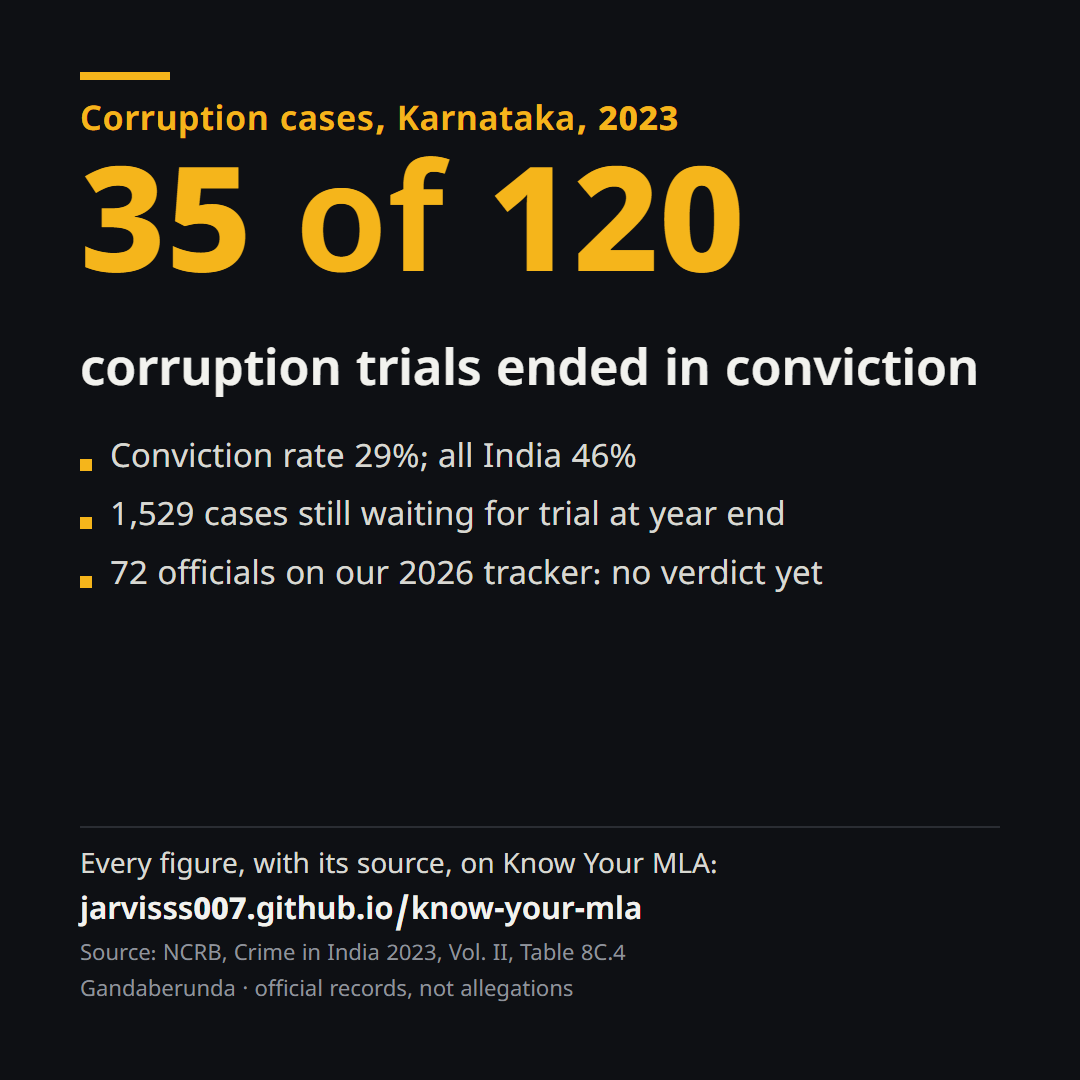 Corruption cases, Karnataka, 2023
35 of 120
corruption trials ended in conviction
Conviction rate 29%; all India 46%
1,529 cases still waiting for trial at year end
72 officials on our 2026 tracker: no verdict yet
Every figure, with its source, on Know Your MLA:
jarvisss007.github.io/know-your-mla
Source: NCRB, Crime in India 2023, Vol. II, Table 8C.4
Gandaberunda · official records, not allegations